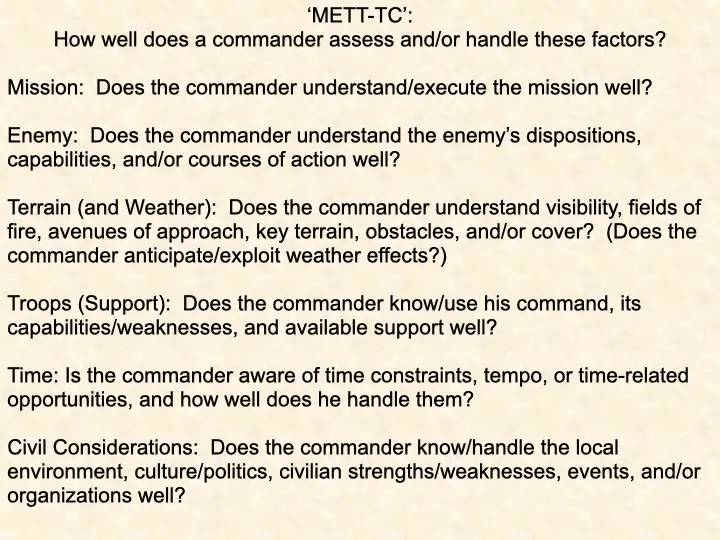 ‘METT-TC’:
How well does a commander assess and/or handle these factors?
Mission:  Does the commander understand/execute the mission well?
Enemy:  Does the commander understand the enemy’s dispositions,
capabilities, and/or courses of action well?
Terrain (and Weather):  Does the commander understand visibility, fields of
fire, avenues of approach, key terrain, obstacles, and/or cover?  (Does the
commander anticipate/exploit weather effects?)
Troops (Support):  Does the commander know/use his command, its
capabilities/weaknesses, and available support well?
Time: Is the commander aware of time constraints, tempo, or time-related
opportunities, and how well does he handle them?
Civil Considerations:  Does the commander know/handle the local
environment, culture/politics, civilian strengths/weaknesses, events, and/or
organizations well?